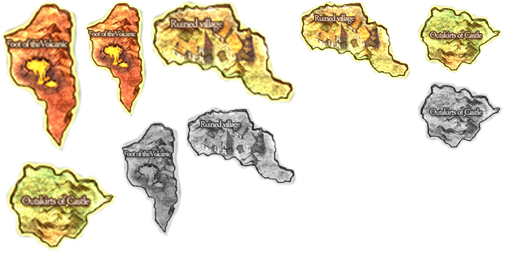 Foot of the Volcanic
Foot of the Volcanic
Ruined village
Ruined village
Outskirts of Castle
Outskirts of Castle
Foot of the Volcanic
Ruined village
Outskirts of Castle